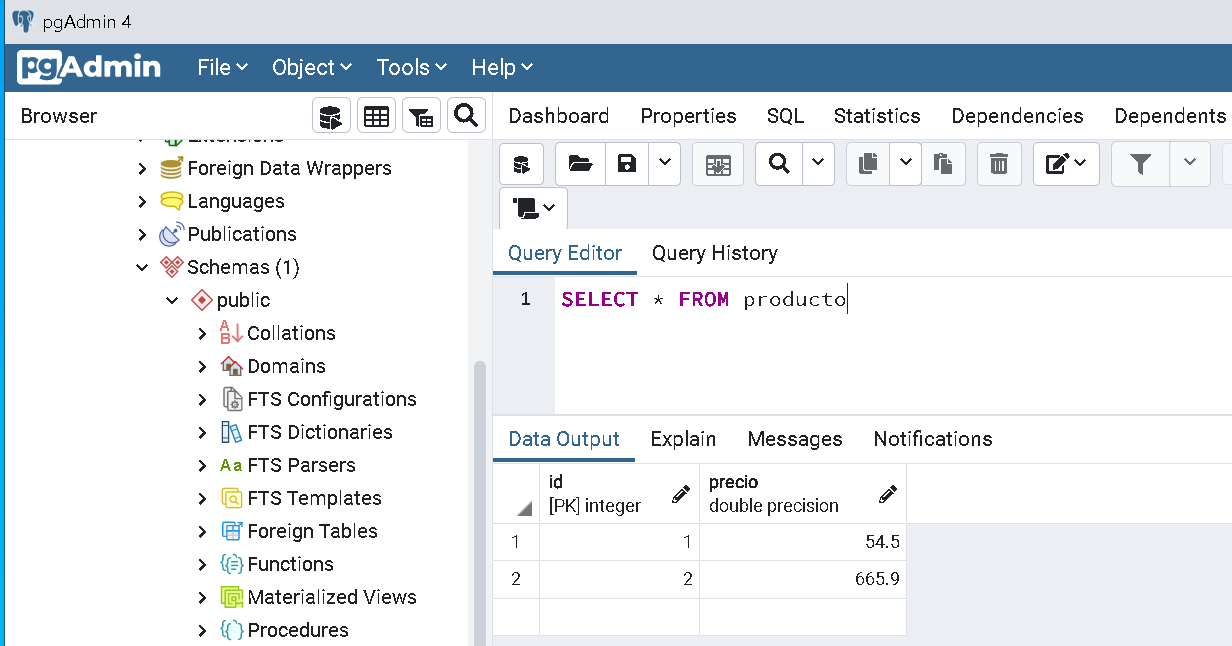 pgAdmin 4
pgAdmin File Object Tools Help
Browser
Dashboard Properties SQL Statistics Dependencies Dependents
Extensions
Foreign Data Wrappers
Languages
Publications
Schemas (1)
public
Collations
Domains
FTS Configurations
FTS Dictionaries
Aa FTS Parsers
FTS Templates
Foreign Tables
Functions
Materialized Views
Procedures
Query Editor Query History
1 SELECT * FROM producto
Data Output Explain Messages Notifications
id precio
[PK] integer double precision
1 1 54.5
2 2 665.9